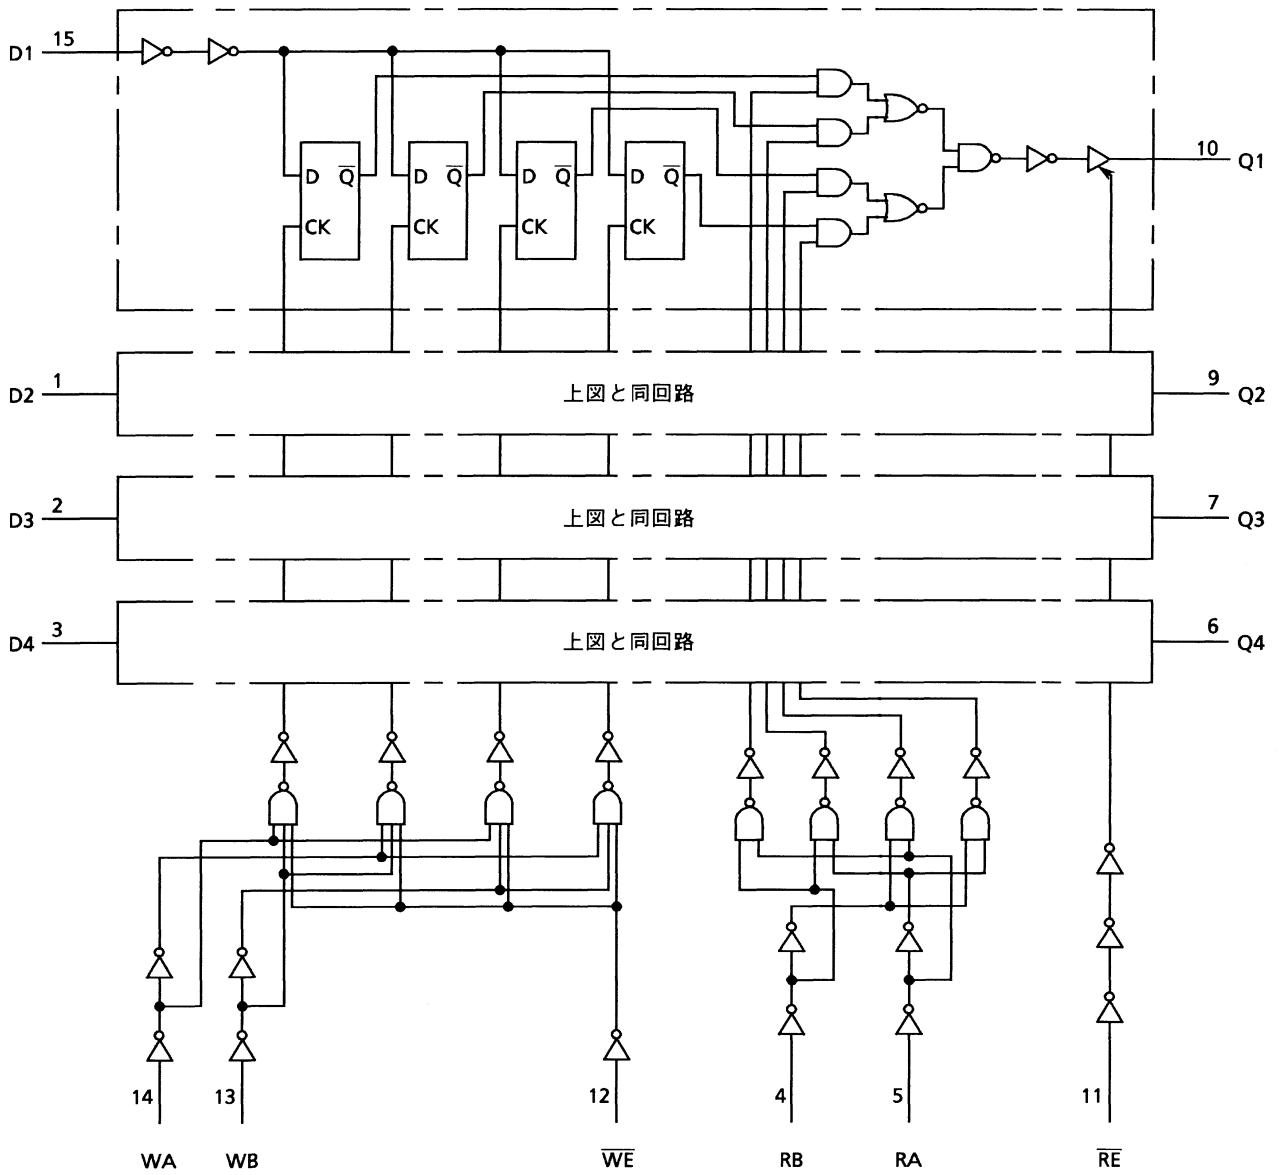 D1 15
D Q̅ D Q̅ D Q̅ D Q̅
CK CK CK CK
10 Q1
D2 1 上図と同回路 9 Q2
D3 2 上図と同回路 7 Q3
D4 3 上図と同回路 6 Q4
14 13 12 4 5 11
WA WB W̅E̅ RB RA R̅E̅